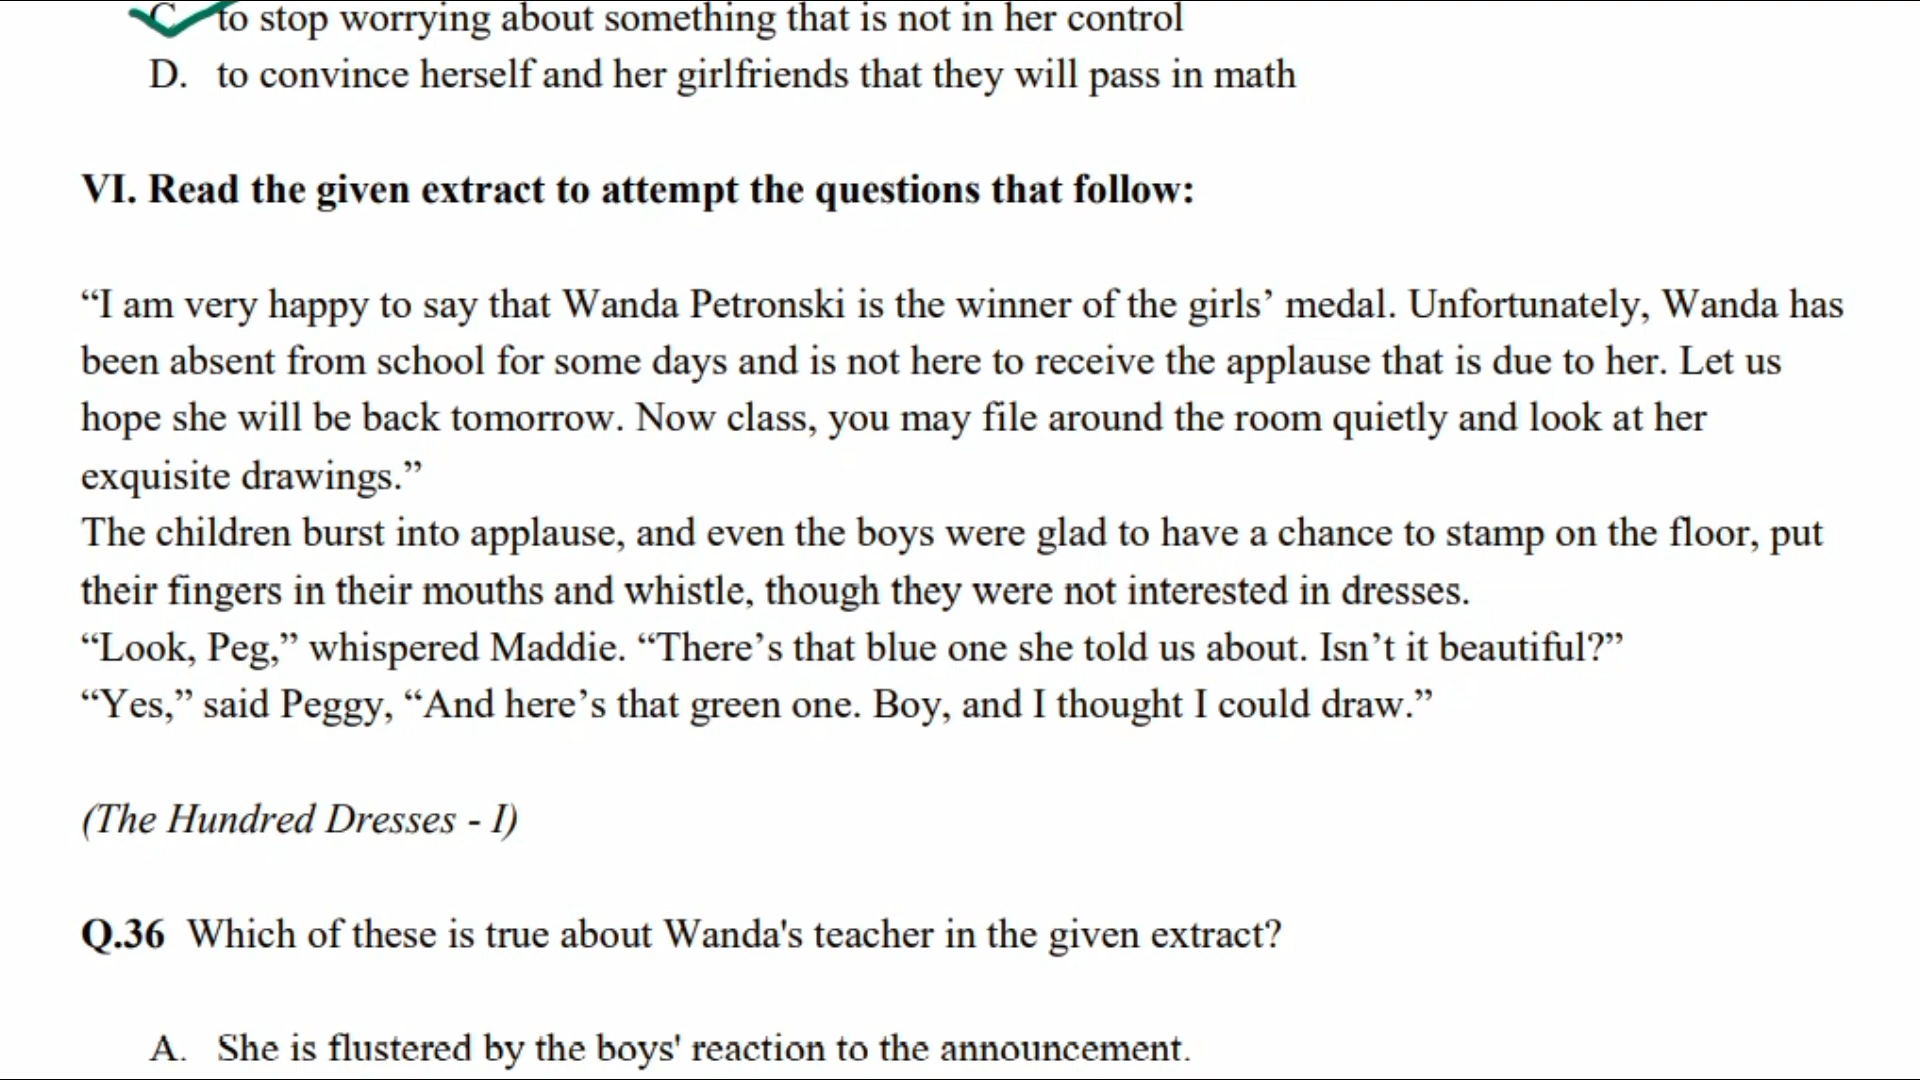 C. to stop worrying about something that is not in her control
D. to convince herself and her girlfriends that they will pass in math
VI. Read the given extract to attempt the questions that follow:
“I am very happy to say that Wanda Petronski is the winner of the girls’ medal. Unfortunately, Wanda has
been absent from school for some days and is not here to receive the applause that is due to her. Let us
hope she will be back tomorrow. Now class, you may file around the room quietly and look at her
exquisite drawings.”
The children burst into applause, and even the boys were glad to have a chance to stamp on the floor, put
their fingers in their mouths and whistle, though they were not interested in dresses.
“Look, Peg,” whispered Maddie. “There’s that blue one she told us about. Isn’t it beautiful?”
“Yes,” said Peggy, “And here’s that green one. Boy, and I thought I could draw.”
(The Hundred Dresses - I)
Q.36 Which of these is true about Wanda's teacher in the given extract?
A. She is flustered by the boys' reaction to the announcement.